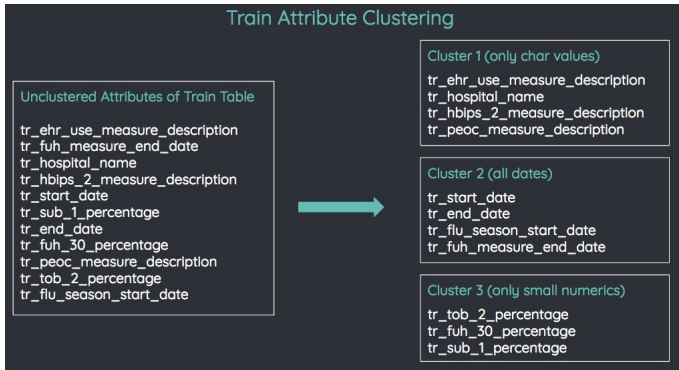 Train Attribute Clustering
Unclustered Attributes of Train Table
tr_ehr_use_measure_description
tr_fuh_measure_end_date
tr_hospital_name
tr_hbips_2_measure_description
tr_start_date
tr_sub_1_percentage
tr_end_date
tr_fuh_30_percentage
tr_peoc_measure_description
tr_tob_2_percentage
tr_flu_season_start_date
Cluster 1 (only char values)
tr_ehr_use_measure_description
tr_hospital_name
tr_hbips_2_measure_description
tr_peoc_measure_description
Cluster 2 (all dates)
tr_start_date
tr_end_date
tr_flu_season_start_date
tr_fuh_measure_end_date
Cluster 3 (only small numerics)
tr_tob_2_percentage
tr_fuh_30_percentage
tr_sub_1_percentage